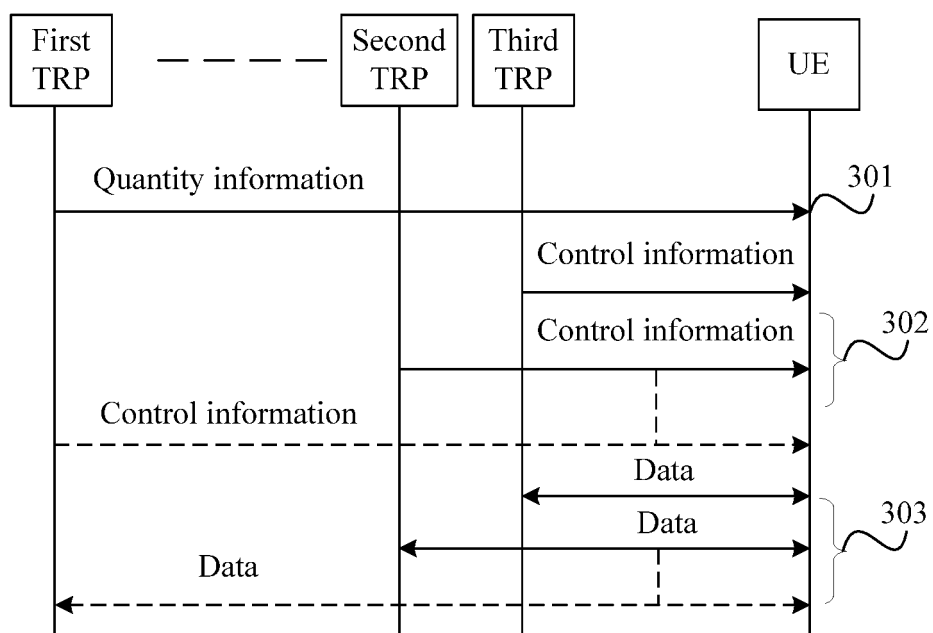 First
TRP
Second
TRP
Third
TRP
UE
Quantity information
301
Control information
Control information
302
Control information
Data
Data
303
Data